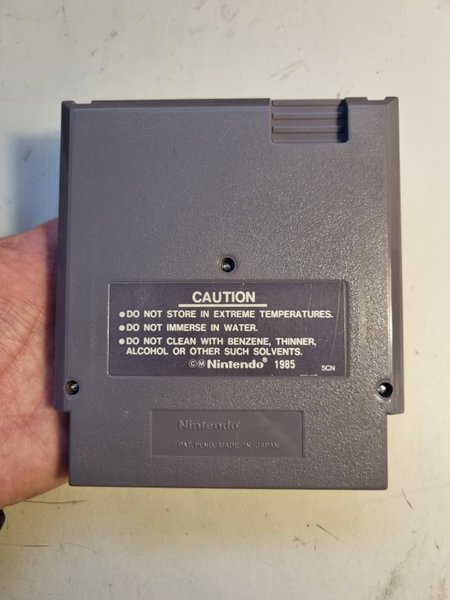 CAUTION
●DO NOT STORE IN EXTREME TEMPERATURES.
●DO NOT IMMERSE IN WATER.
●DO NOT CLEAN WITH BENZENE, THINNER,
ALCOHOL OR OTHER SUCH SOLVENTS.
©Ⓜ Nintendo® 1985
SCN
Nintendo®
PAT. PEND. MADE IN JAPAN